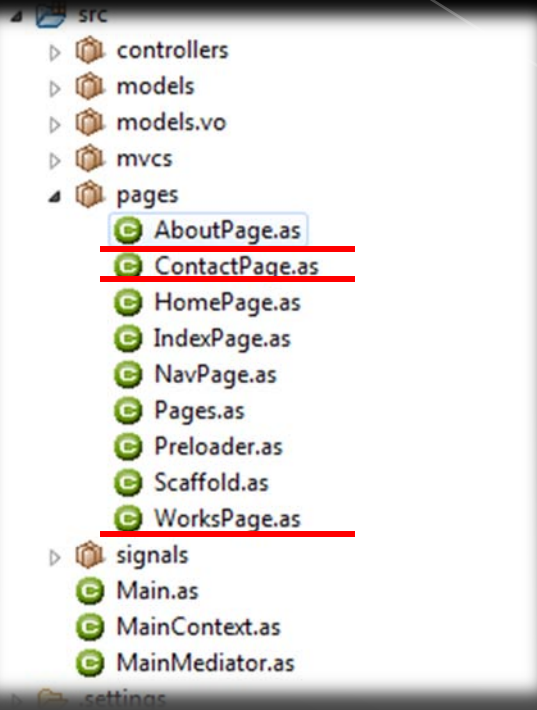 src
controllers
models
models.vo
mvcs
pages
AboutPage.as
ContactPage.as
HomePage.as
IndexPage.as
NavPage.as
Pages.as
Preloader.as
Scaffold.as
WorksPage.as
signals
Main.as
MainContext.as
MainMediator.as
.settings